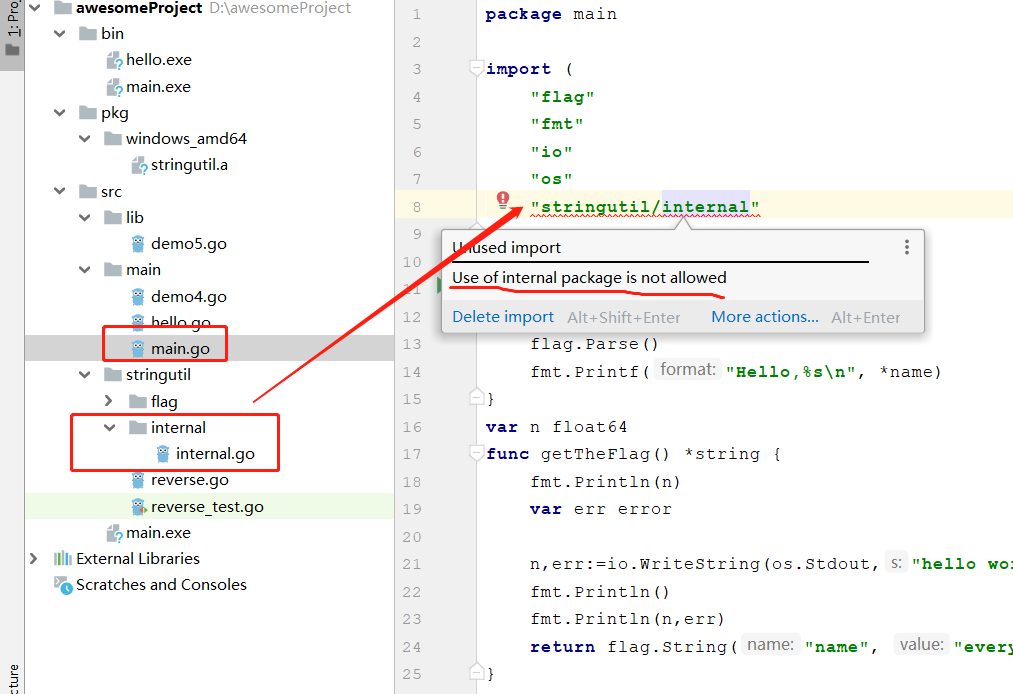 1: Proj
awesomeProject D:\awesomeProject
bin
hello.exe
main.exe
pkg
windows_amd64
stringutil.a
src
lib
demo5.go
main
demo4.go
hello.go
main.go
stringutil
flag
internal
internal.go
reverse.go
reverse_test.go
main.exe
External Libraries
Scratches and Consoles
cture
1 package main
2
3 import (
4 "flag"
5 "fmt"
6 "io"
7 "os"
8 "stringutil/internal"
9
10
11
Unused import
Use of internal package is not allowed
Delete import Alt+Shift+Enter More actions... Alt+Enter
12
13 flag.Parse()
14 fmt.Printf( format: "Hello,%s\n", *name)
15 }
16 var n float64
17 func getTheFlag() *string {
18 fmt.Println(n)
19 var err error
20
21 n,err:=io.WriteString(os.Stdout, s: "hello wo
22 fmt.Println()
23 fmt.Println(n,err)
24 return flag.String( name: "name", value: "every
25 }